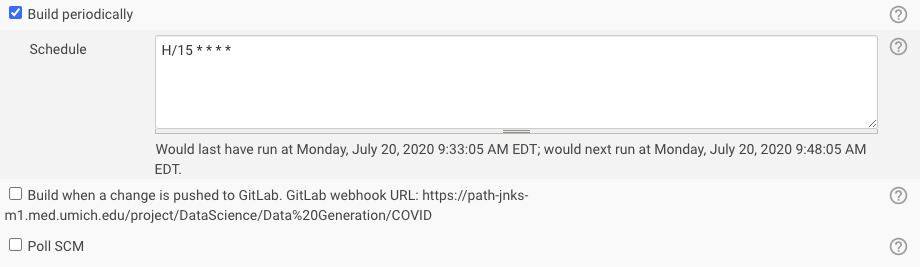 Build periodically
Schedule
H/15 * * * *
Would last have run at Monday, July 20, 2020 9:33:05 AM EDT; would next run at Monday, July 20, 2020 9:48:05 AM
EDT.
Build when a change is pushed to GitLab. GitLab webhook URL: https://path-jnks-
m1.med.umich.edu/project/DataScience/Data%20Generation/COVID
Poll SCM